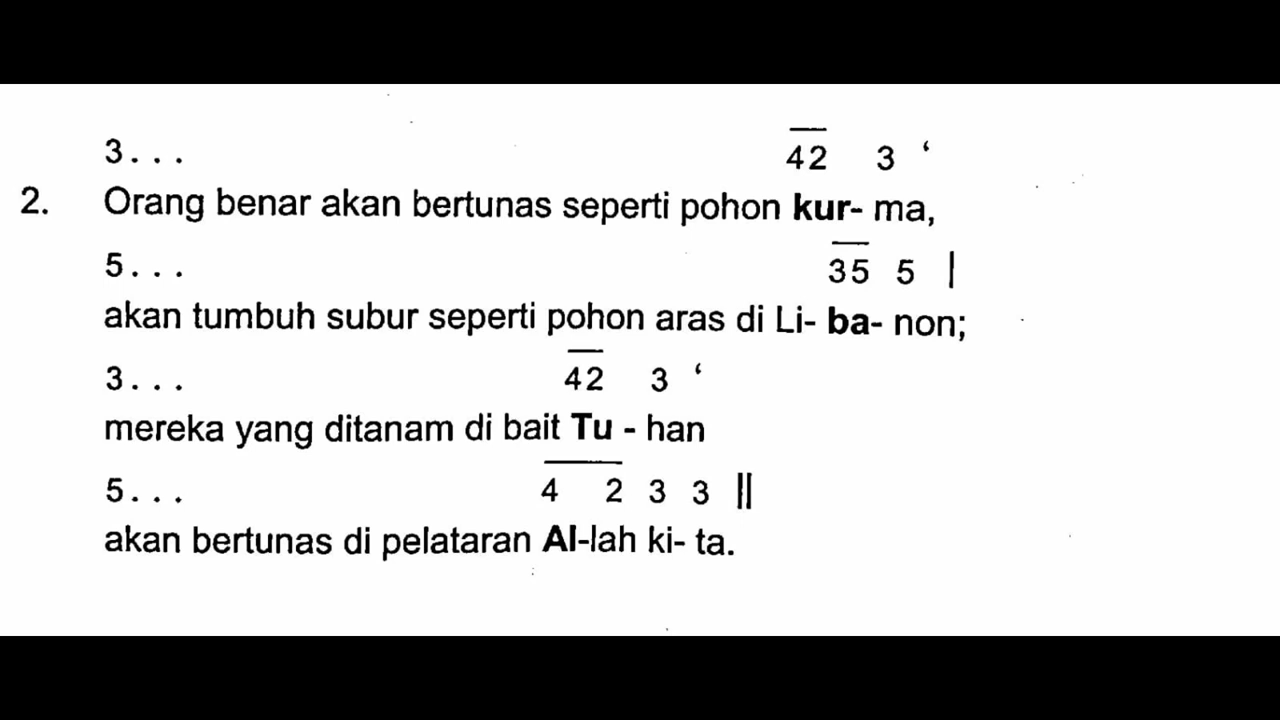 3... 42 3 ‘
2. Orang benar akan bertunas seperti pohon kur- ma,
5... 35 5 |
akan tumbuh subur seperti pohon aras di Li- ba- non;
3... 42 3 ‘
mereka yang ditanam di bait Tu - han
5... 4 2 3 3 ||
akan bertunas di pelataran Al-lah ki- ta.